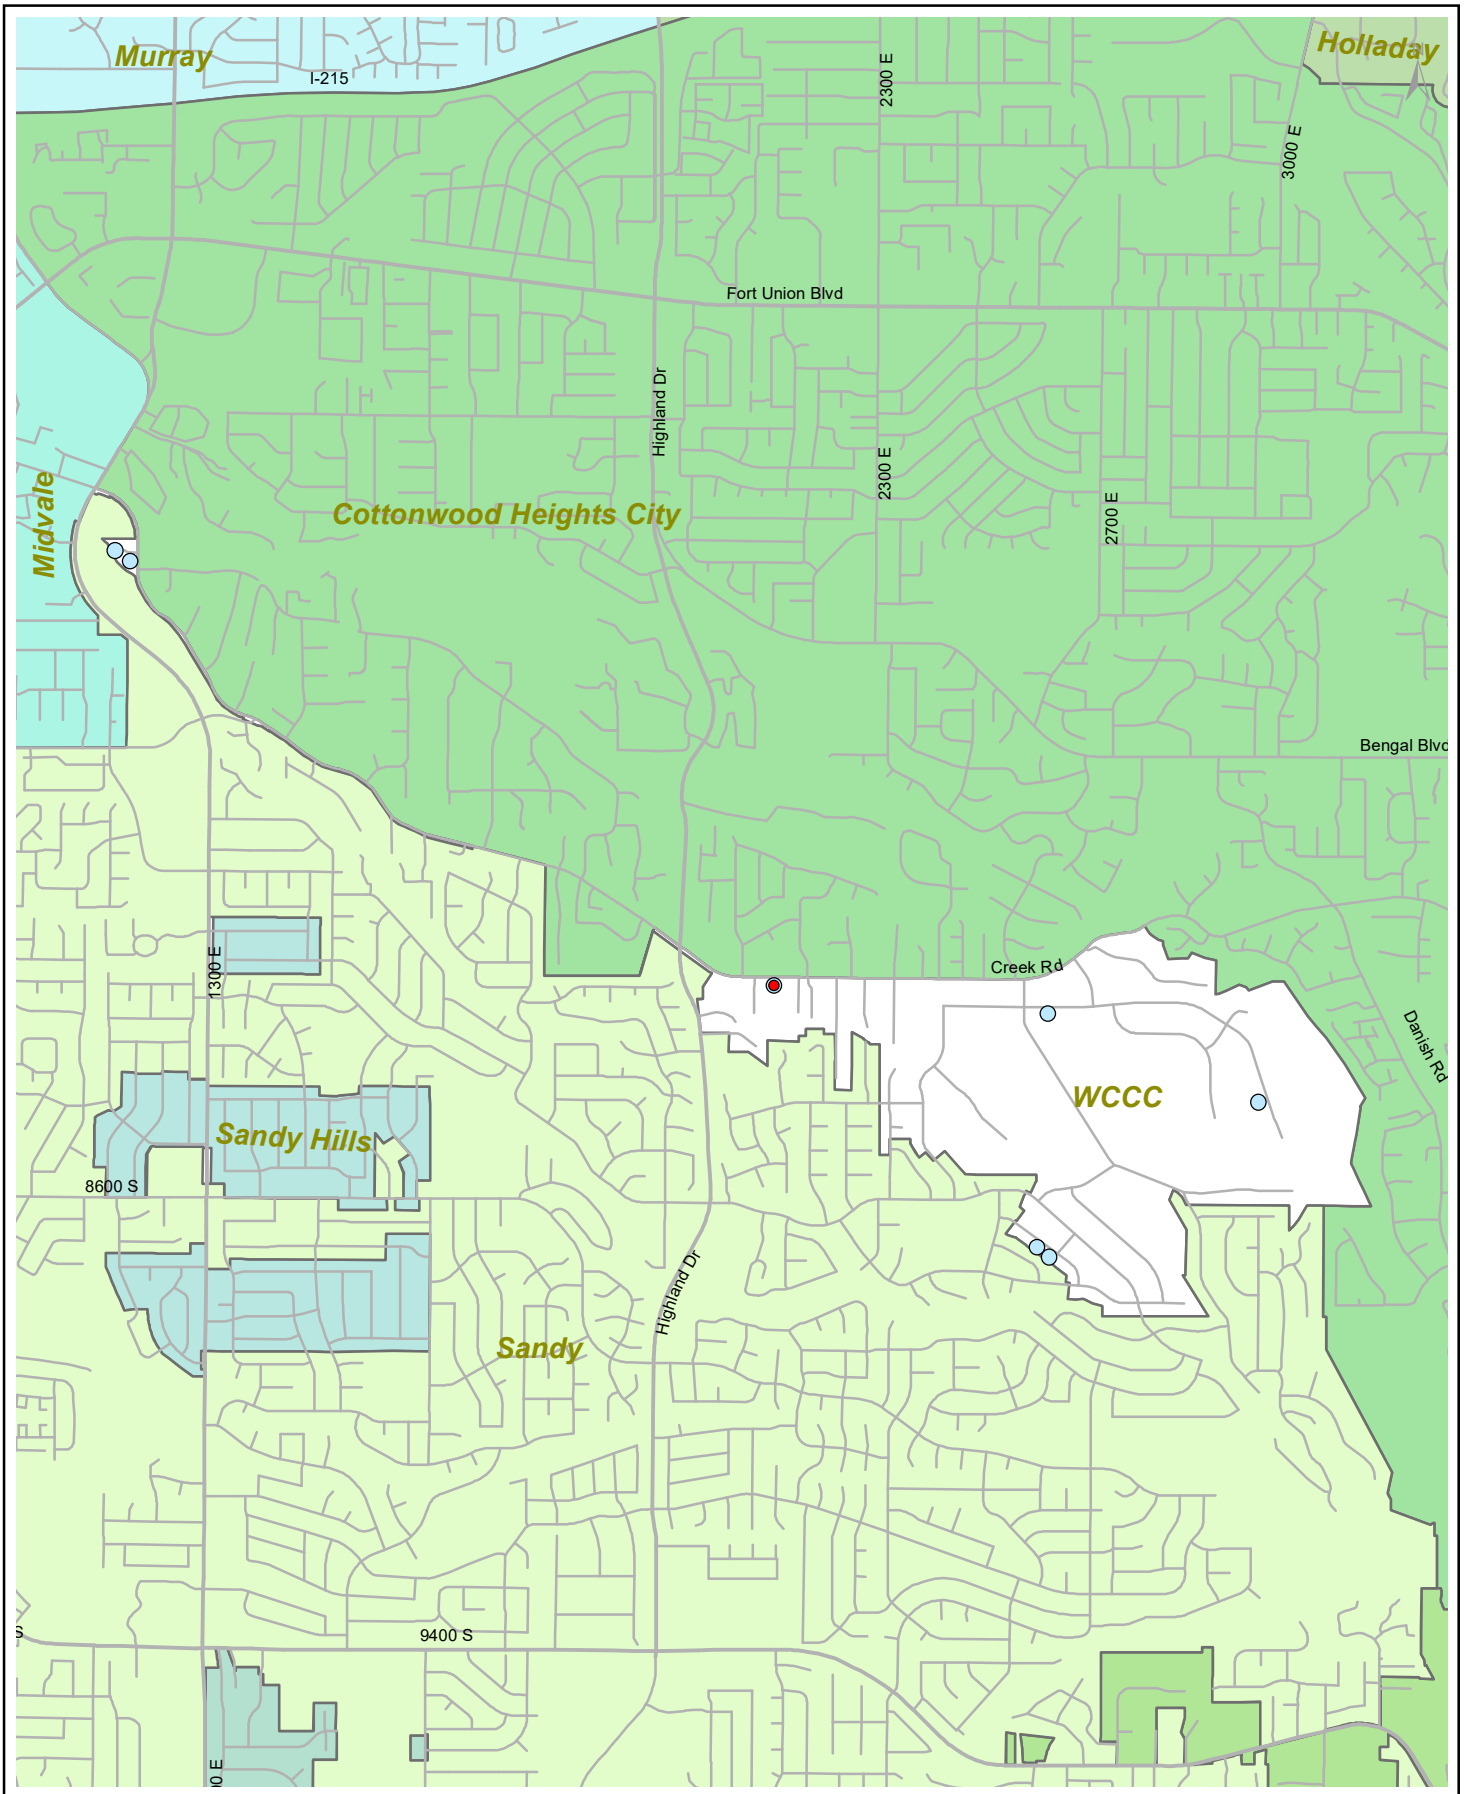 Murray
Holladay
I-215
2300 E
3000 E
Fort Union Blvd
Highland Dr
2300 E
2700 E
Midvale
Cottonwood Heights City
Bengal Blvd
1300 E
Creek Rd
Danish Rd
WCCC
Sandy Hills
8600 S
Highland Dr
Sandy
S
9400 S
00 E